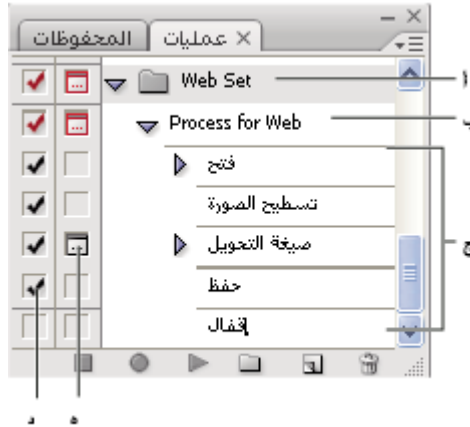 عمليات المحفوظات
Web Set
ا
Process for Web
ب
فتح
تسطيح الصورة
صيغة التحويل
ج
حفظ
إقفال
د ه